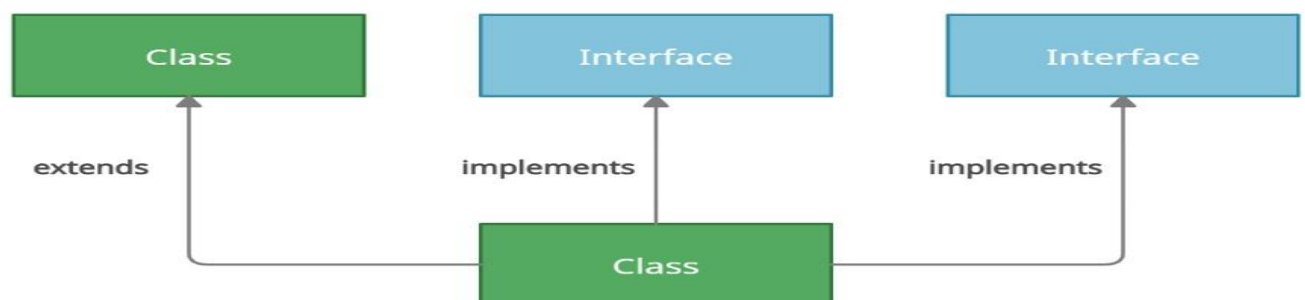 Class
Interface
Interface
extends
implements
implements
Class